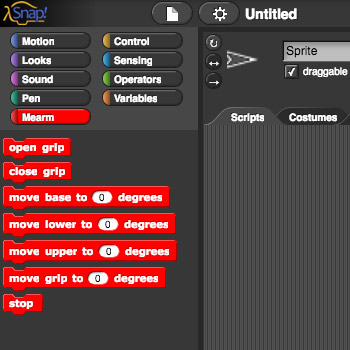 Snap!
Untitled
Motion
Control
Looks
Sensing
Sound
Operators
Pen
Variables
Mearm
Sprite
draggable
Scripts
Costumes
open grip
close grip
move base to 0 degrees
move lower to 0 degrees
move upper to 0 degrees
move grip to 0 degrees
stop